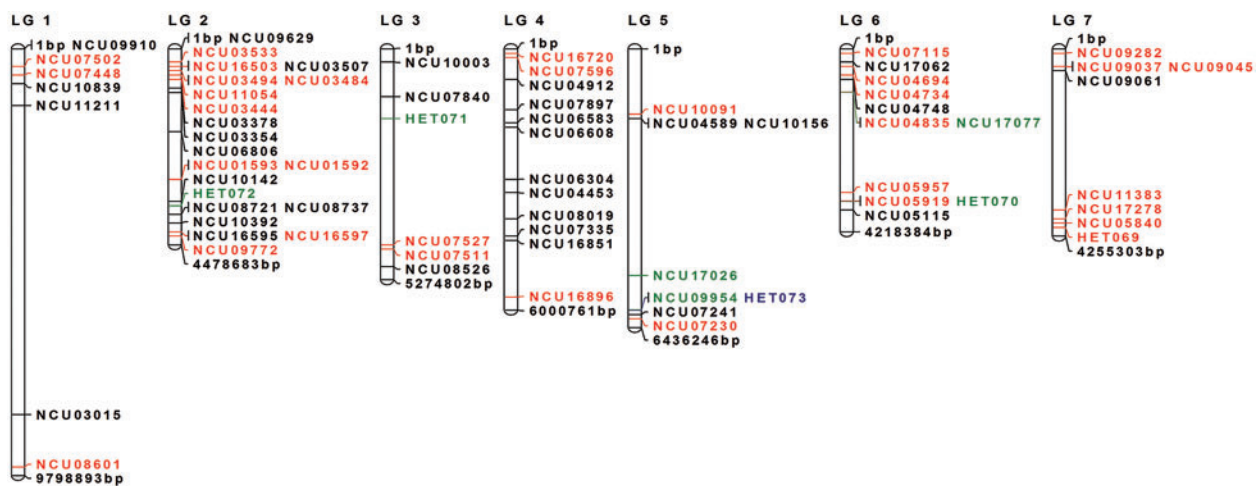 LG 1
1bp NCU09910
NCU07502
NCU07448
NCU10839
NCU11211
NCU03015
NCU08601
9798893bp
LG 2
1bp NCU09629
NCU03533
NCU16503 NCU03507
NCU03494 NCU03484
NCU11054
NCU03444
NCU03378
NCU03354
NCU06806
NCU01593 NCU01592
NCU10142
HET072
NCU08721 NCU08737
NCU10392
NCU16595 NCU16597
NCU09772
4478683bp
LG 3
1bp
NCU10003
NCU07840
HET071
NCU07527
NCU07511
NCU08526
5274802bp
LG 4
1bp
NCU16720
NCU07596
NCU04912
NCU07897
NCU06583
NCU06608
NCU06304
NCU04453
NCU08019
NCU07335
NCU16851
NCU16896
6000761bp
LG 5
1bp
NCU10091
NCU04589 NCU10156
NCU17026
NCU09954 HET073
NCU07241
NCU07230
6436246bp
LG 6
1bp
NCU07115
NCU17062
NCU04694
NCU04734
NCU04748
NCU04835 NCU17077
NCU05957
NCU05919 HET070
NCU05115
4218384bp
LG 7
1bp
NCU09282
NCU09037 NCU09045
NCU09061
NCU11383
NCU17278
NCU05840
HET069
4255303bp